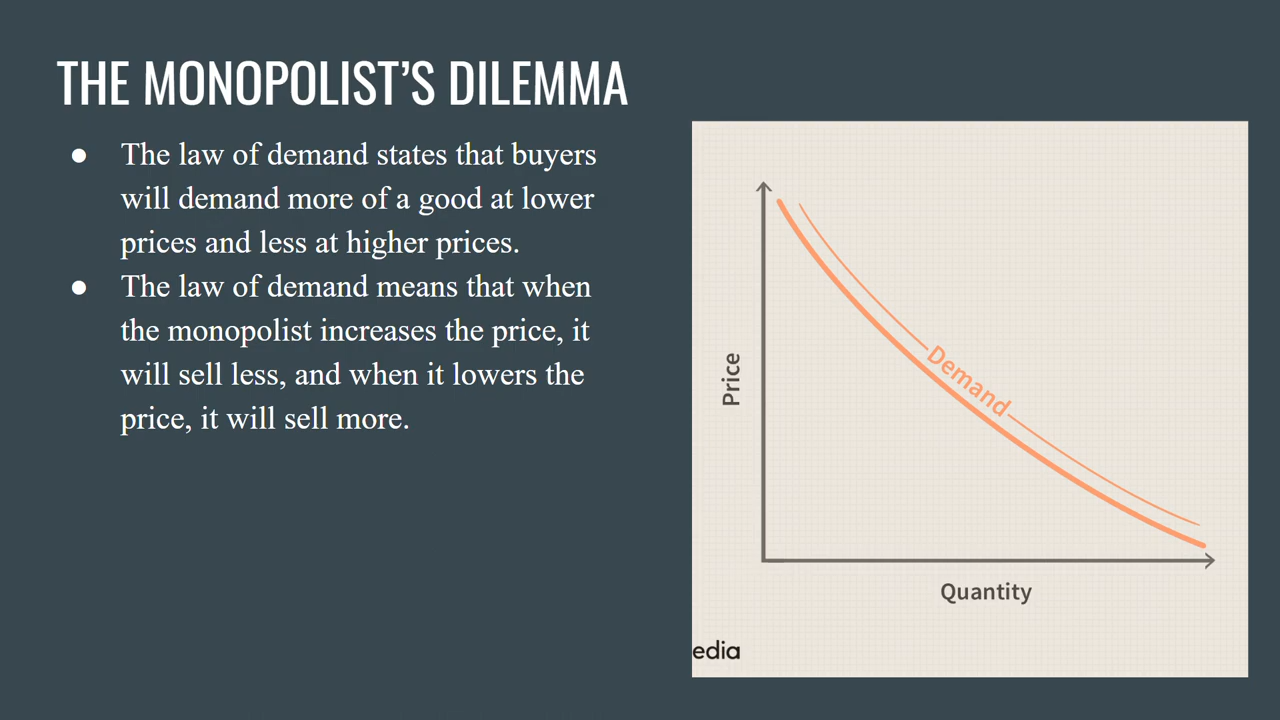 THE MONOPOLIST’S DILEMMA
● The law of demand states that buyers
will demand more of a good at lower
prices and less at higher prices.
● The law of demand means that when
the monopolist increases the price, it
will sell less, and when it lowers the
price, it will sell more.
Price
Demand
Quantity
edia